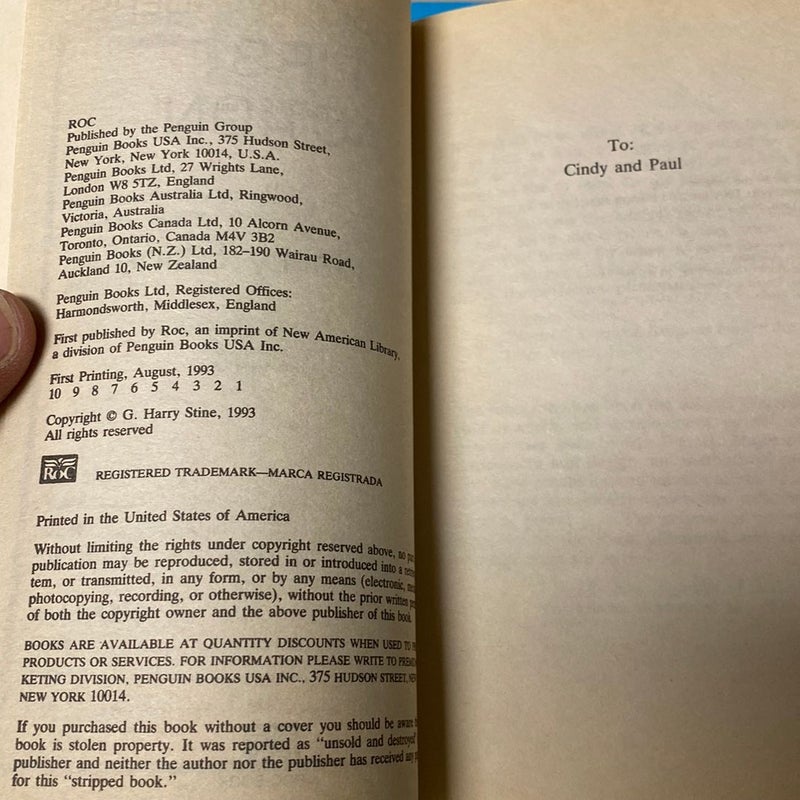 ROC
Published by the Penguin Group
Penguin Books USA Inc., 375 Hudson Street,
New York, New York 10014, U.S.A.
Penguin Books Ltd, 27 Wrights Lane,
London W8 5TZ, England
Penguin Books Australia Ltd, Ringwood,
Victoria, Australia
Penguin Books Canada Ltd, 10 Alcorn Avenue,
Toronto, Ontario, Canada M4V 3B2
Penguin Books (N.Z.) Ltd, 182–190 Wairau Road,
Auckland 10, New Zealand
Penguin Books Ltd, Registered Offices:
Harmondsworth, Middlesex, England
First published by Roc, an imprint of New American Library,
a division of Penguin Books USA Inc.
First Printing, August, 1993
10 9 8 7 6 5 4 3 2 1
Copyright © G. Harry Stine, 1993
All rights reserved
ROC REGISTERED TRADEMARK—MARCA REGISTRADA
Printed in the United States of America
Without limiting the rights under copyright reserved above, no
publication may be reproduced, stored in or introduced into a
tem, or transmitted, in any form, or by any means (electronic,
photocopying, recording, or otherwise), without the prior written
of both the copyright owner and the above publisher of this book.
BOOKS ARE AVAILABLE AT QUANTITY DISCOUNTS WHEN USED TO
PRODUCTS OR SERVICES. FOR INFORMATION PLEASE WRITE TO
KETING DIVISION, PENGUIN BOOKS USA INC., 375 HUDSON STREET,
NEW YORK 10014.
If you purchased this book without a cover you should be aware
book is stolen property. It was reported as "unsold and destroyed"
publisher and neither the author nor the publisher has received any
for this "stripped book."
To:
Cindy and Paul